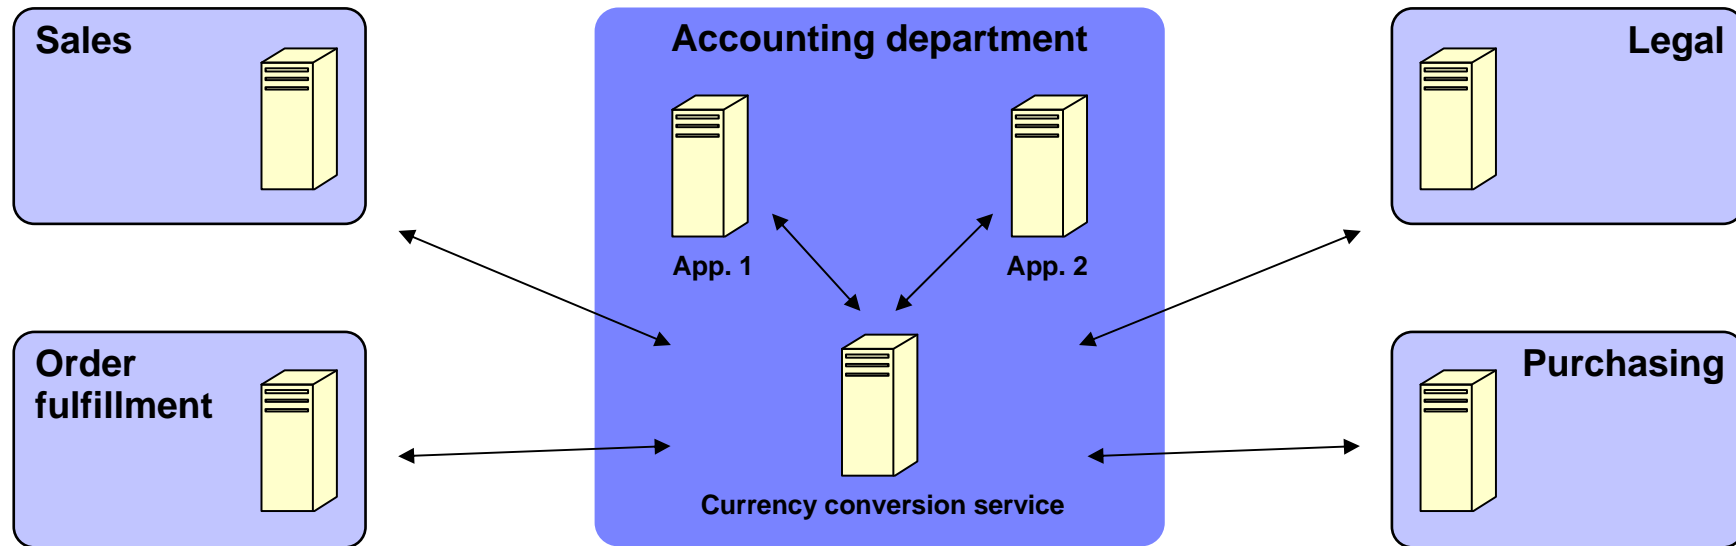 Sales
Accounting department
Legal
App. 1
App. 2
Order
fulfillment
Purchasing
Currency conversion service